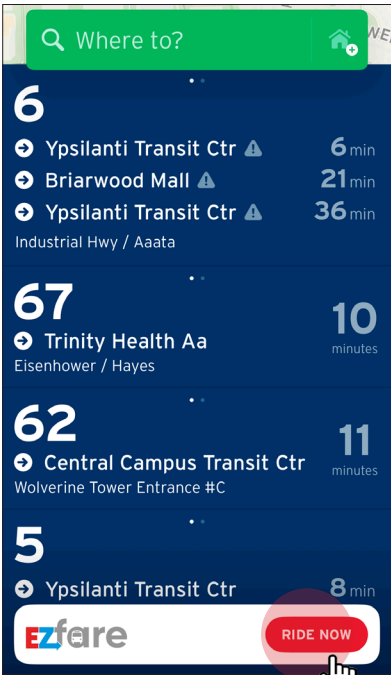 WE
Where to?
6
Ypsilanti Transit Ctr 6 min
Briarwood Mall 21 min
Ypsilanti Transit Ctr 36 min
Industrial Hwy / Aaata
67
Trinity Health Aa 10 minutes
Eisenhower / Hayes
62
Central Campus Transit Ctr 11 minutes
Wolverine Tower Entrance #C
5
Ypsilanti Transit Ctr 8 min
EZfare RIDE NOW